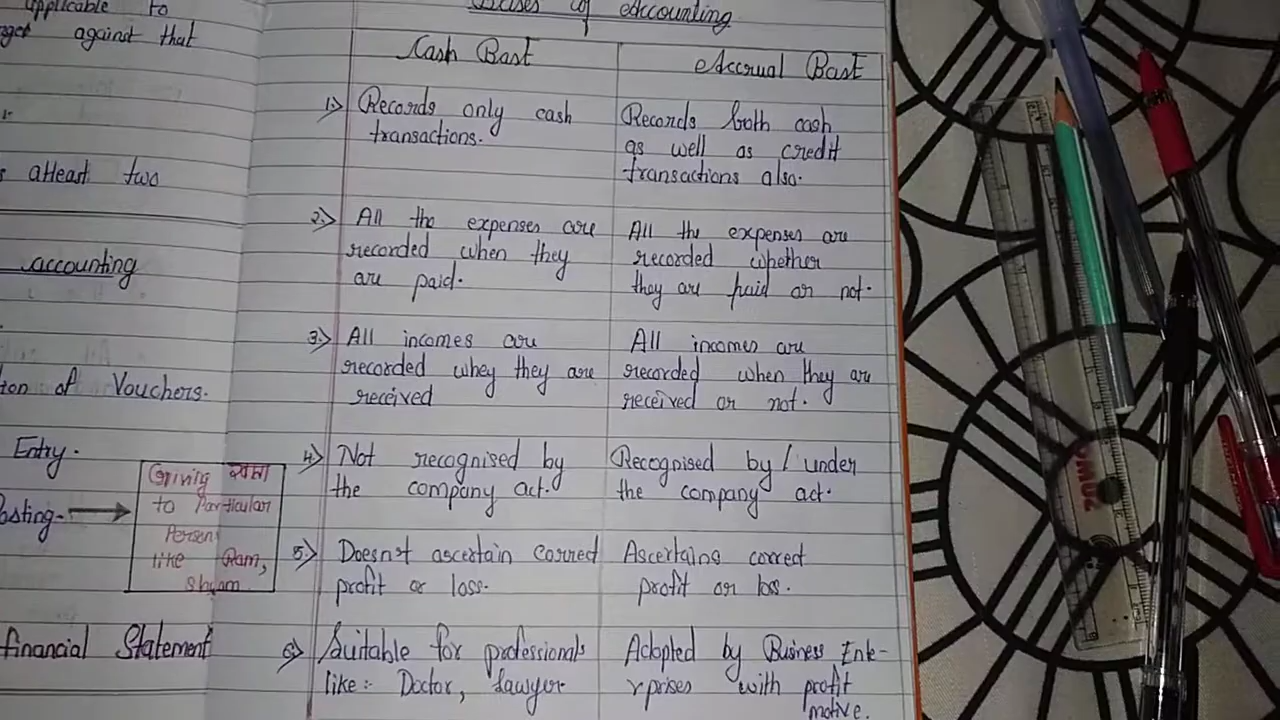 applicable to
against that
atteast two
accounting
of Vouchers.
Entry.
Giving
to Particular
Person
like Ram,
Shyam
financial Statement
of Accounting
Cash Bast
Accrual Bast
1) Records only cash
transactions.
Records both cash
as well as credit
transactions also.
2) All the expenses are
recorded when they
are paid.
All the expenses are
recorded whether
they are paid or not.
3) All incomes are
recorded whey they are
received
All incomes are
recorded when they are
received or not.
4) Not recognised by
the company act.
Recognised by / under
the company act.
5) Doesn't ascertain correct
profit or loss.
Ascertains correct
profit or loss.
6) Suitable for professionals
like:- Doctor, lawyer
Adopted by Business Ente-
rprises with profit
motive.